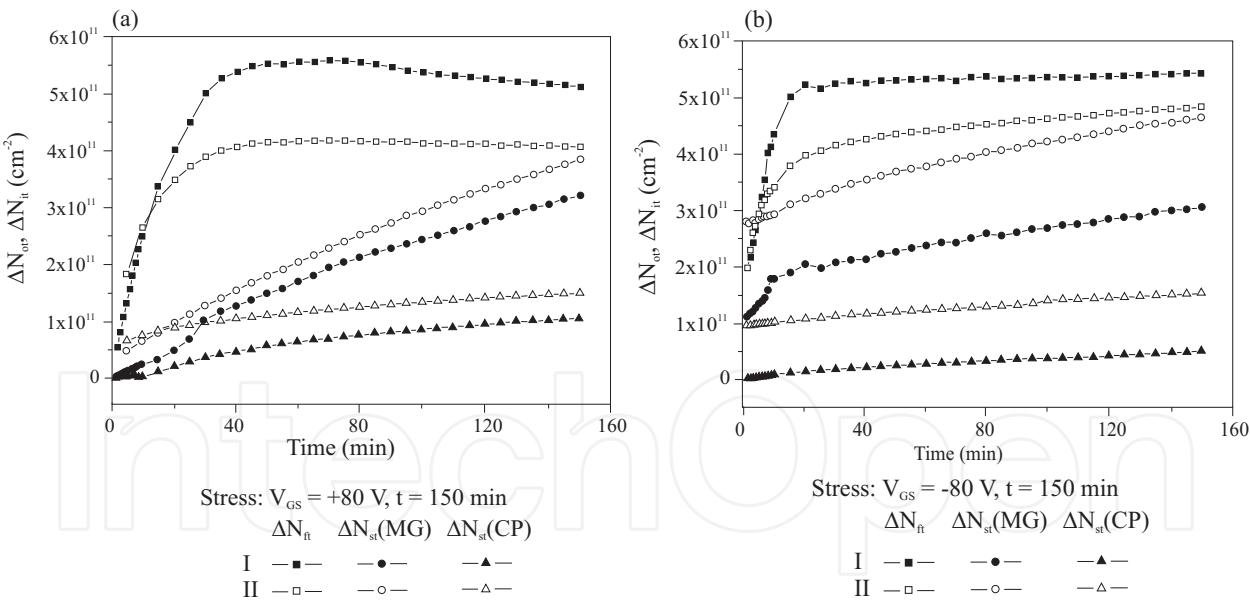 (a)
6x10¹¹
5x10¹¹
4x10¹¹
3x10¹¹
2x10¹¹
1x10¹¹
0
ΔN_ot, ΔN_it (cm⁻²)
0 40 80 120 160
Time (min)
Stress: V_GS = +80 V, t = 150 min
ΔN_ft ΔN_st(MG) ΔN_st(CP)
I
II
(b)
6x10¹¹
5x10¹¹
4x10¹¹
3x10¹¹
2x10¹¹
1x10¹¹
0
ΔN_ot, ΔN_it (cm⁻²)
0 40 80 120 160
Time (min)
Stress: V_GS = -80 V, t = 150 min
ΔN_ft ΔN_st(MG) ΔN_st(CP)
I
II
IntechOpen